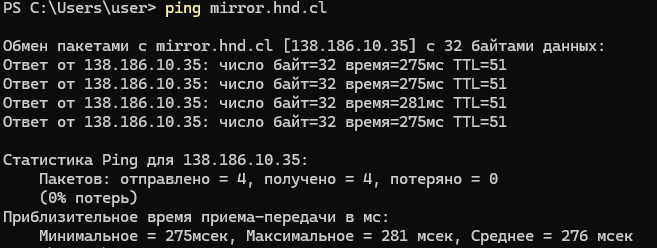 PS C:\Users\user> ping mirror.hnd.cl
Обмен пакетами с mirror.hnd.cl [138.186.10.35] с 32 байтами данных:
Ответ от 138.186.10.35: число байт=32 время=275мс TTL=51
Ответ от 138.186.10.35: число байт=32 время=275мс TTL=51
Ответ от 138.186.10.35: число байт=32 время=281мс TTL=51
Ответ от 138.186.10.35: число байт=32 время=275мс TTL=51
Статистика Ping для 138.186.10.35:
Пакетов: отправлено = 4, получено = 4, потеряно = 0
(0% потерь)
Приблизительное время приема-передачи в мс:
Минимальное = 275мсек, Максимальное = 281 мсек, Среднее = 276 мсек